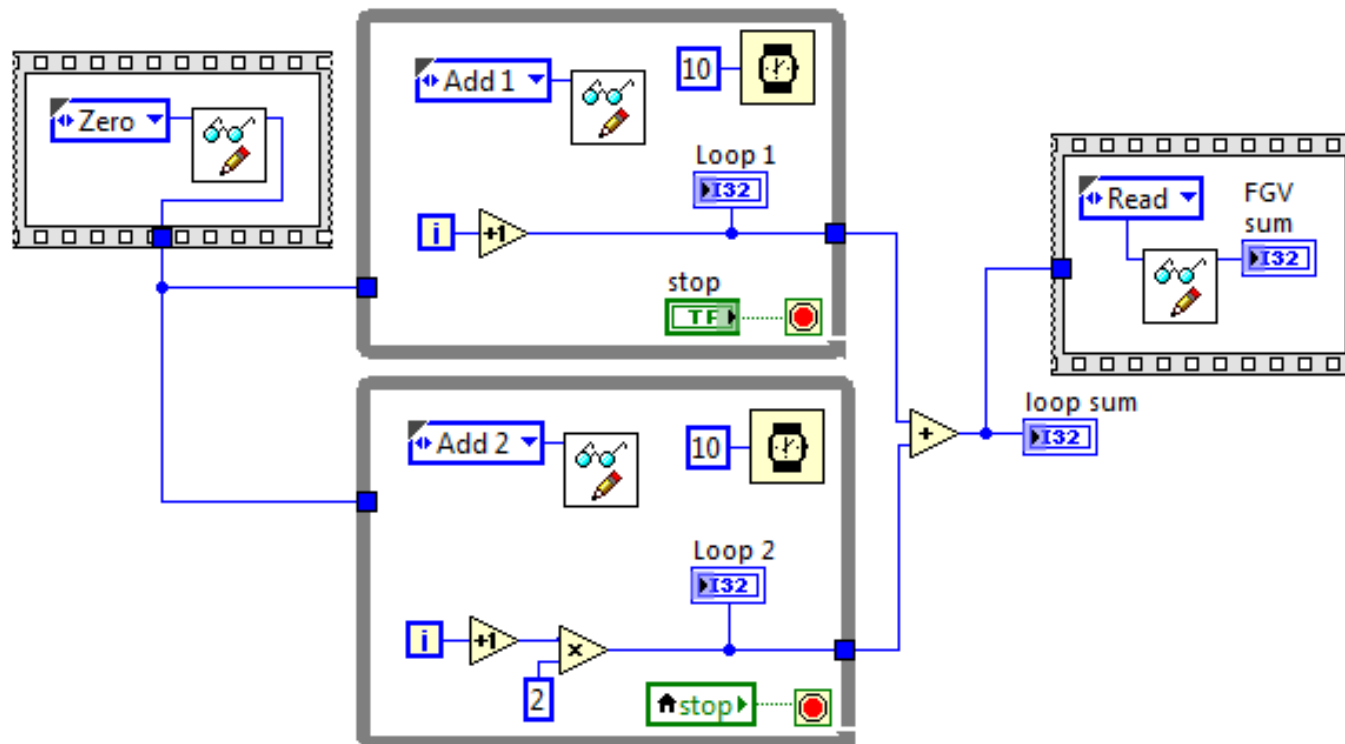 Zero
Add 1
10
Loop 1
I32
i
+1
stop
TF
Add 2
10
Loop 2
I32
i
+1
×
2
stop
+
loop sum
I32
Read
FGV
sum
I32